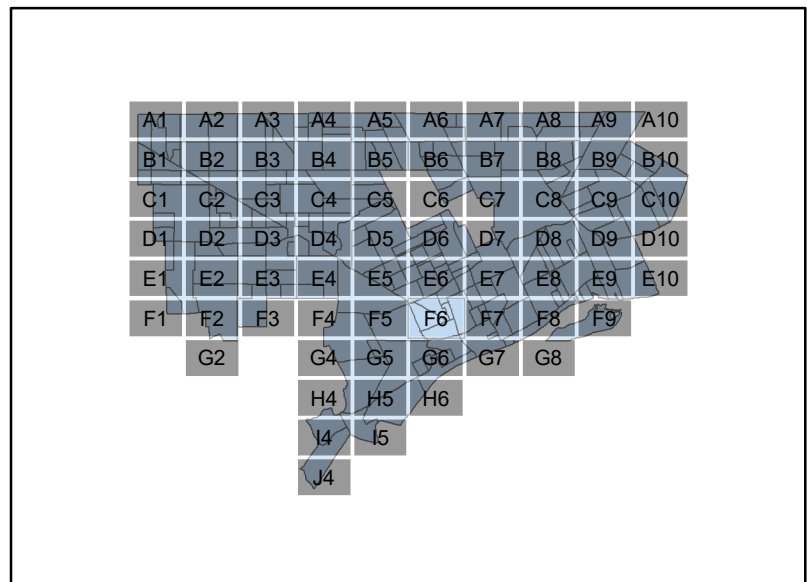 A1 A2 A3 A4 A5 A6 A7 A8 A9 A10
B1 B2 B3 B4 B5 B6 B7 B8 B9 B10
C1 C2 C3 C4 C5 C6 C7 C8 C9 C10
D1 D2 D3 D4 D5 D6 D7 D8 D9 D10
E1 E2 E3 E4 E5 E6 E7 E8 E9 E10
F1 F2 F3 F4 F5 F6 F7 F8 F9
G2 G4 G5 G6 G7 G8
H4 H5 H6
I4 I5
J4